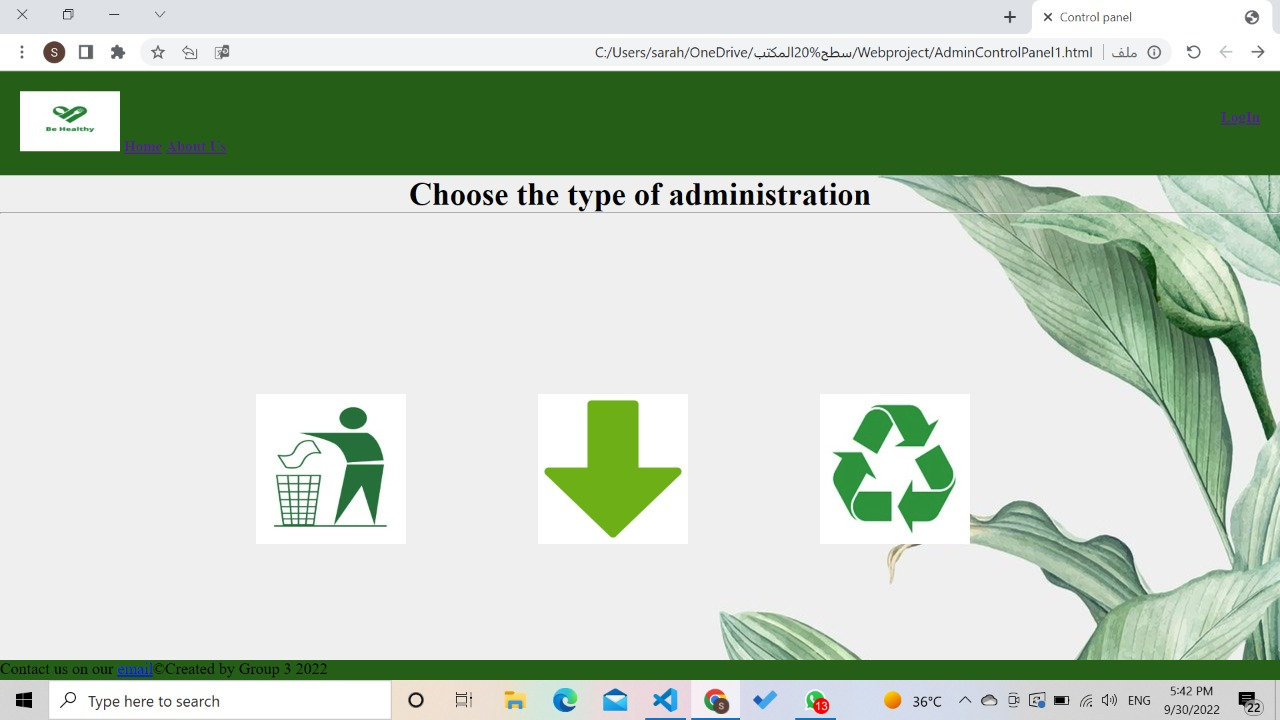 Control panel
S
C:/Users/sarah/OneDrive/سطح%20المكتب/Webproject/AdminControlPanel1.html
ملف
Be Healthy
Home About Us
LogIn
Choose the type of administration
Contact us on our email©Created by Group 3 2022
Type here to search
S
13
36°C
ENG
5:42 PM
9/30/2022
22